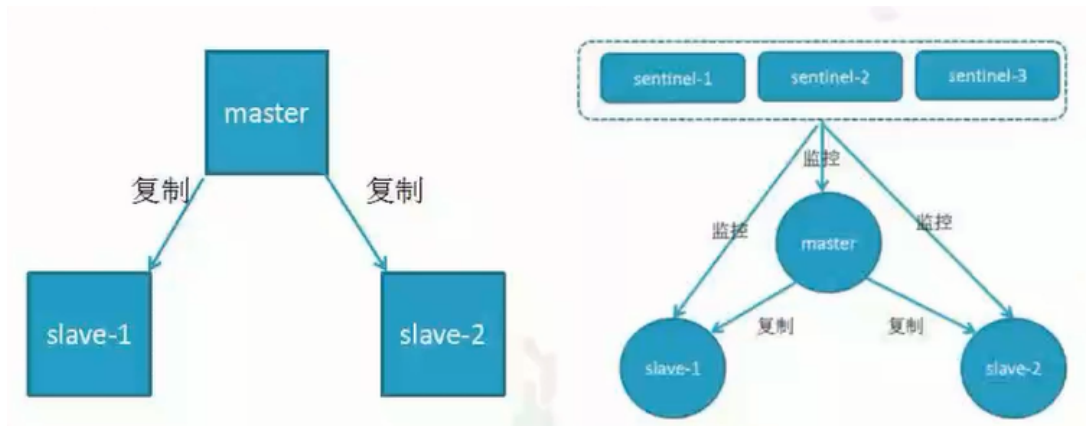 master
复制
复制
slave-1
slave-2
sentinel-1
sentinel-2
sentinel-3
监控
监控
监控
master
复制
复制
slave-1
slave-2